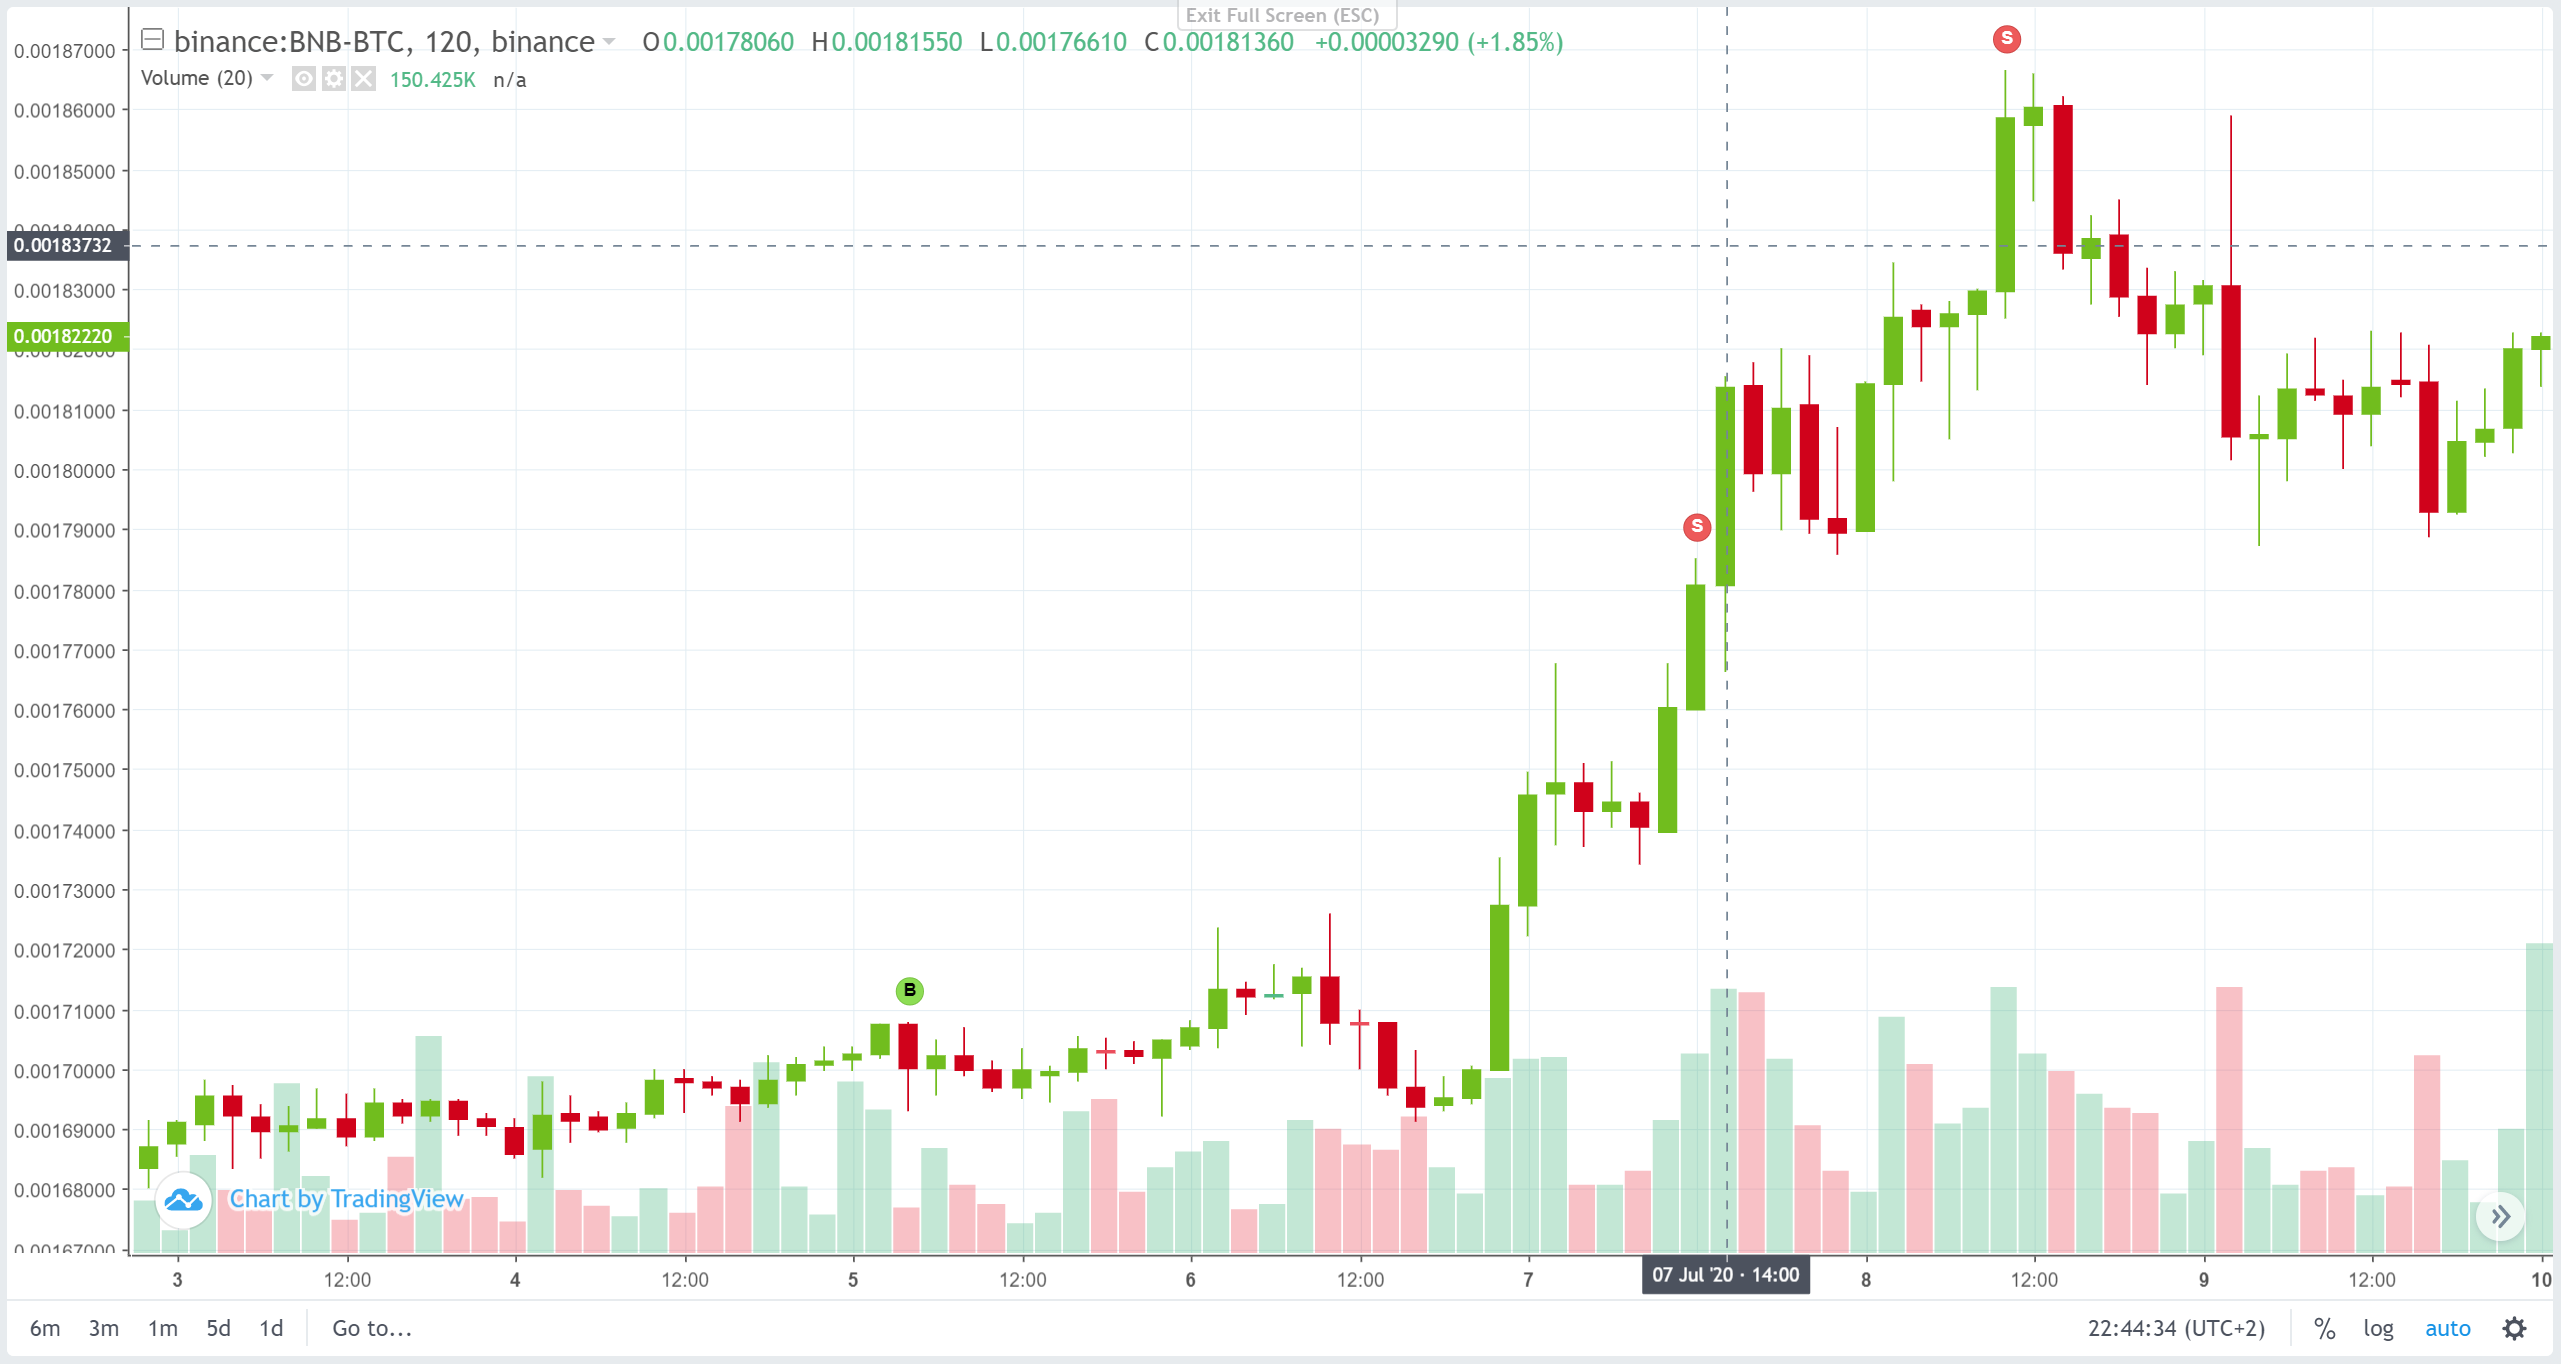 Exit Full Screen (ESC)
binance:BNB-BTC, 120, binance O0.00178060 H0.00181550 L0.00176610 C0.00181360 +0.00003290 (+1.85%)
Volume (20) 150.425K n/a
0.00187000
0.00186000
0.00185000
0.00184000
0.00183732
0.00183000
0.00182220
0.00182000
0.00181000
0.00180000
0.00179000
0.00178000
0.00177000
0.00176000
0.00175000
0.00174000
0.00173000
0.00172000
0.00171000
0.00170000
0.00169000
0.00168000
0.00167000
S
S
B
Chart by TradingView
3 12:00 4 12:00 5 12:00 6 12:00 7 07 Jul '20 · 14:00 8 12:00 9 12:00 10
6m 3m 1m 5d 1d Go to... 22:44:34 (UTC+2) % log auto